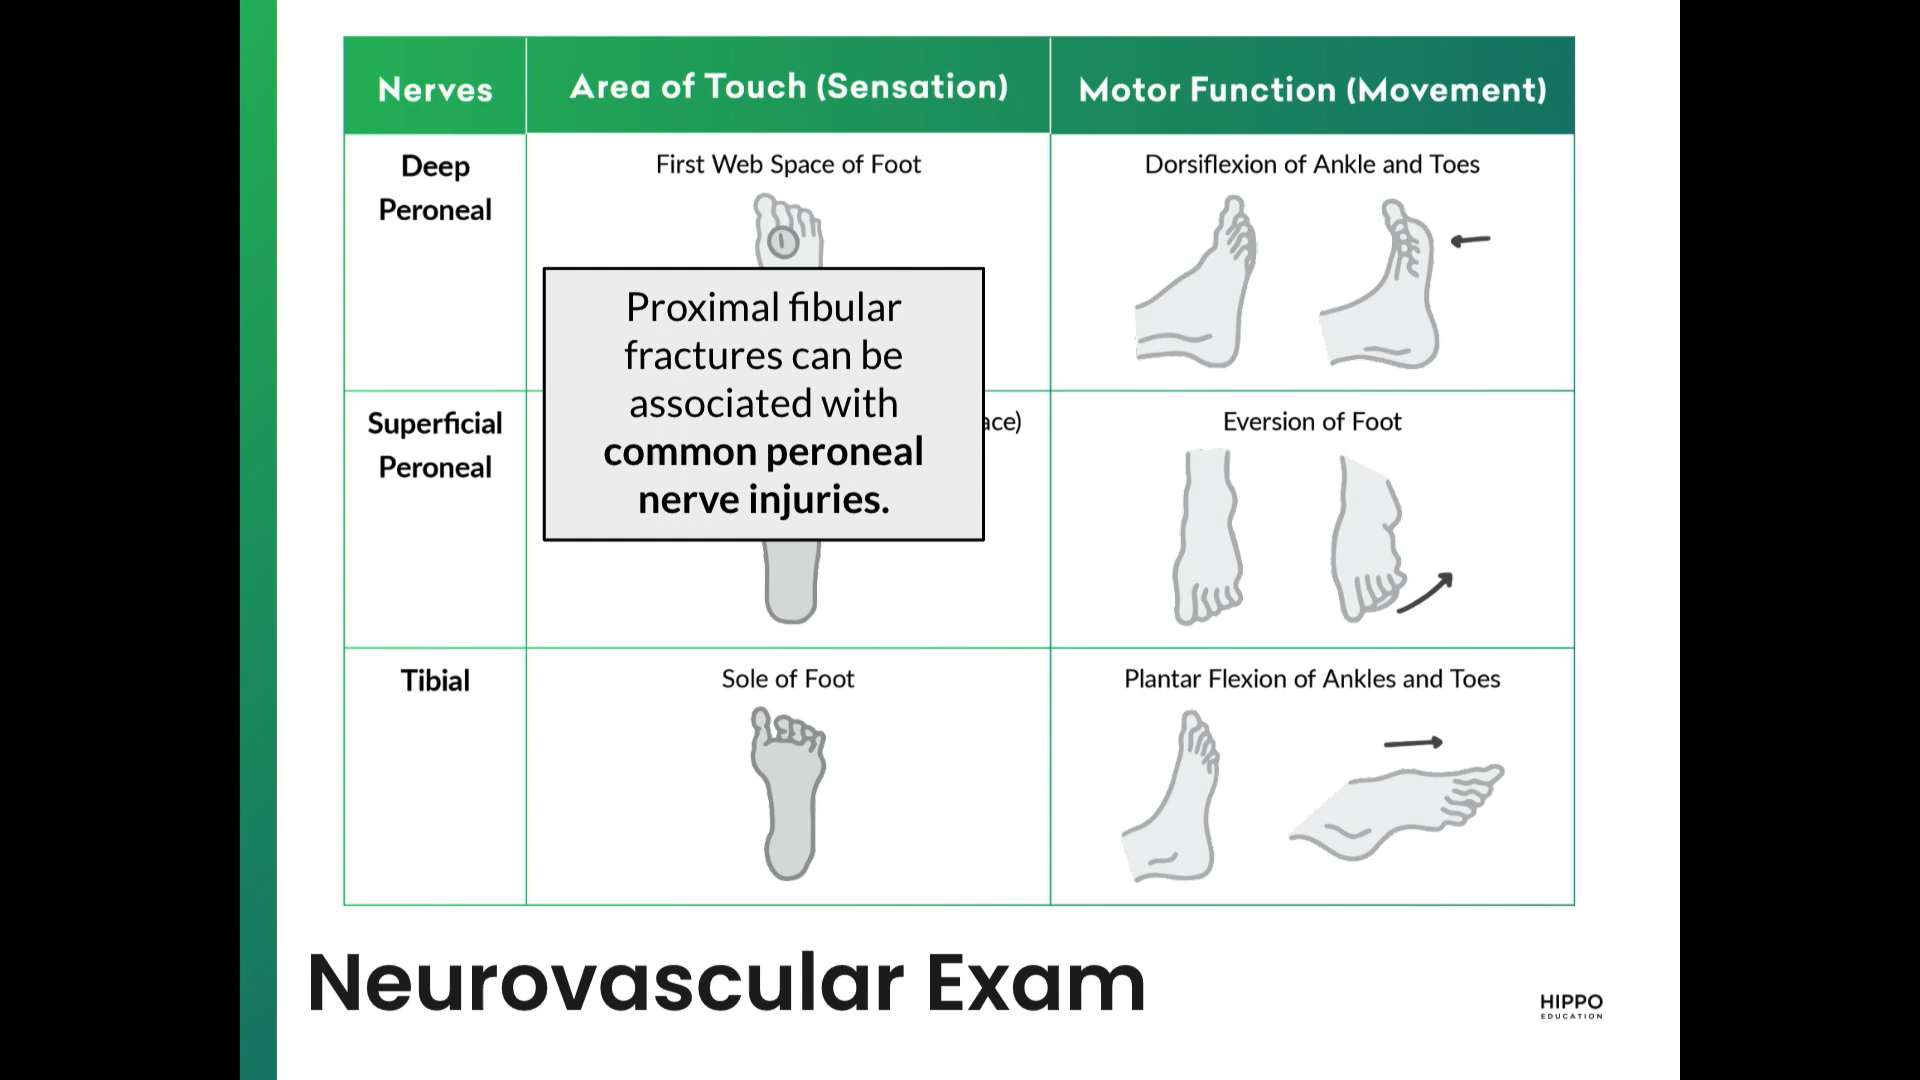 Nerves
Area of Touch (Sensation)
Motor Function (Movement)
Deep
Peroneal
First Web Space of Foot
Dorsiflexion of Ankle and Toes
Proximal fibular
fractures can be
associated with
common peroneal
nerve injuries.
Superficial
Peroneal
Eversion of Foot
Tibial
Sole of Foot
Plantar Flexion of Ankles and Toes
Neurovascular Exam
HIPPO
EDUCATION